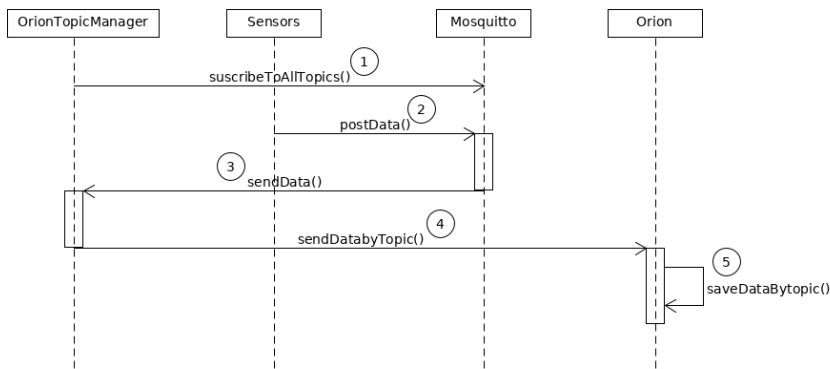 OrionTopicManager
Sensors
Mosquitto
Orion
1
suscribeToAllTopics()
2
postData()
3
sendData()
4
sendDatabyTopic()
5
saveDataBytopic()